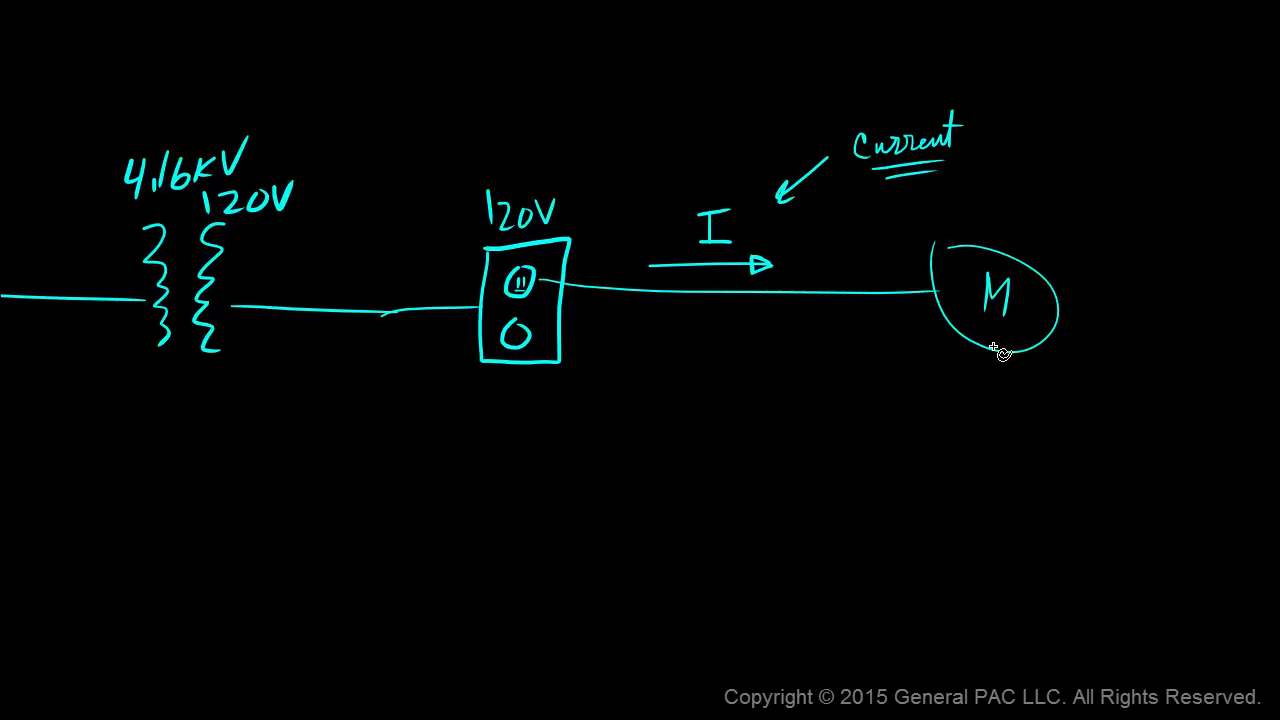 Current
4.16kV
120V
120V
I
M
Copyright © 2015 General PAC LLC. All Rights Reserved.